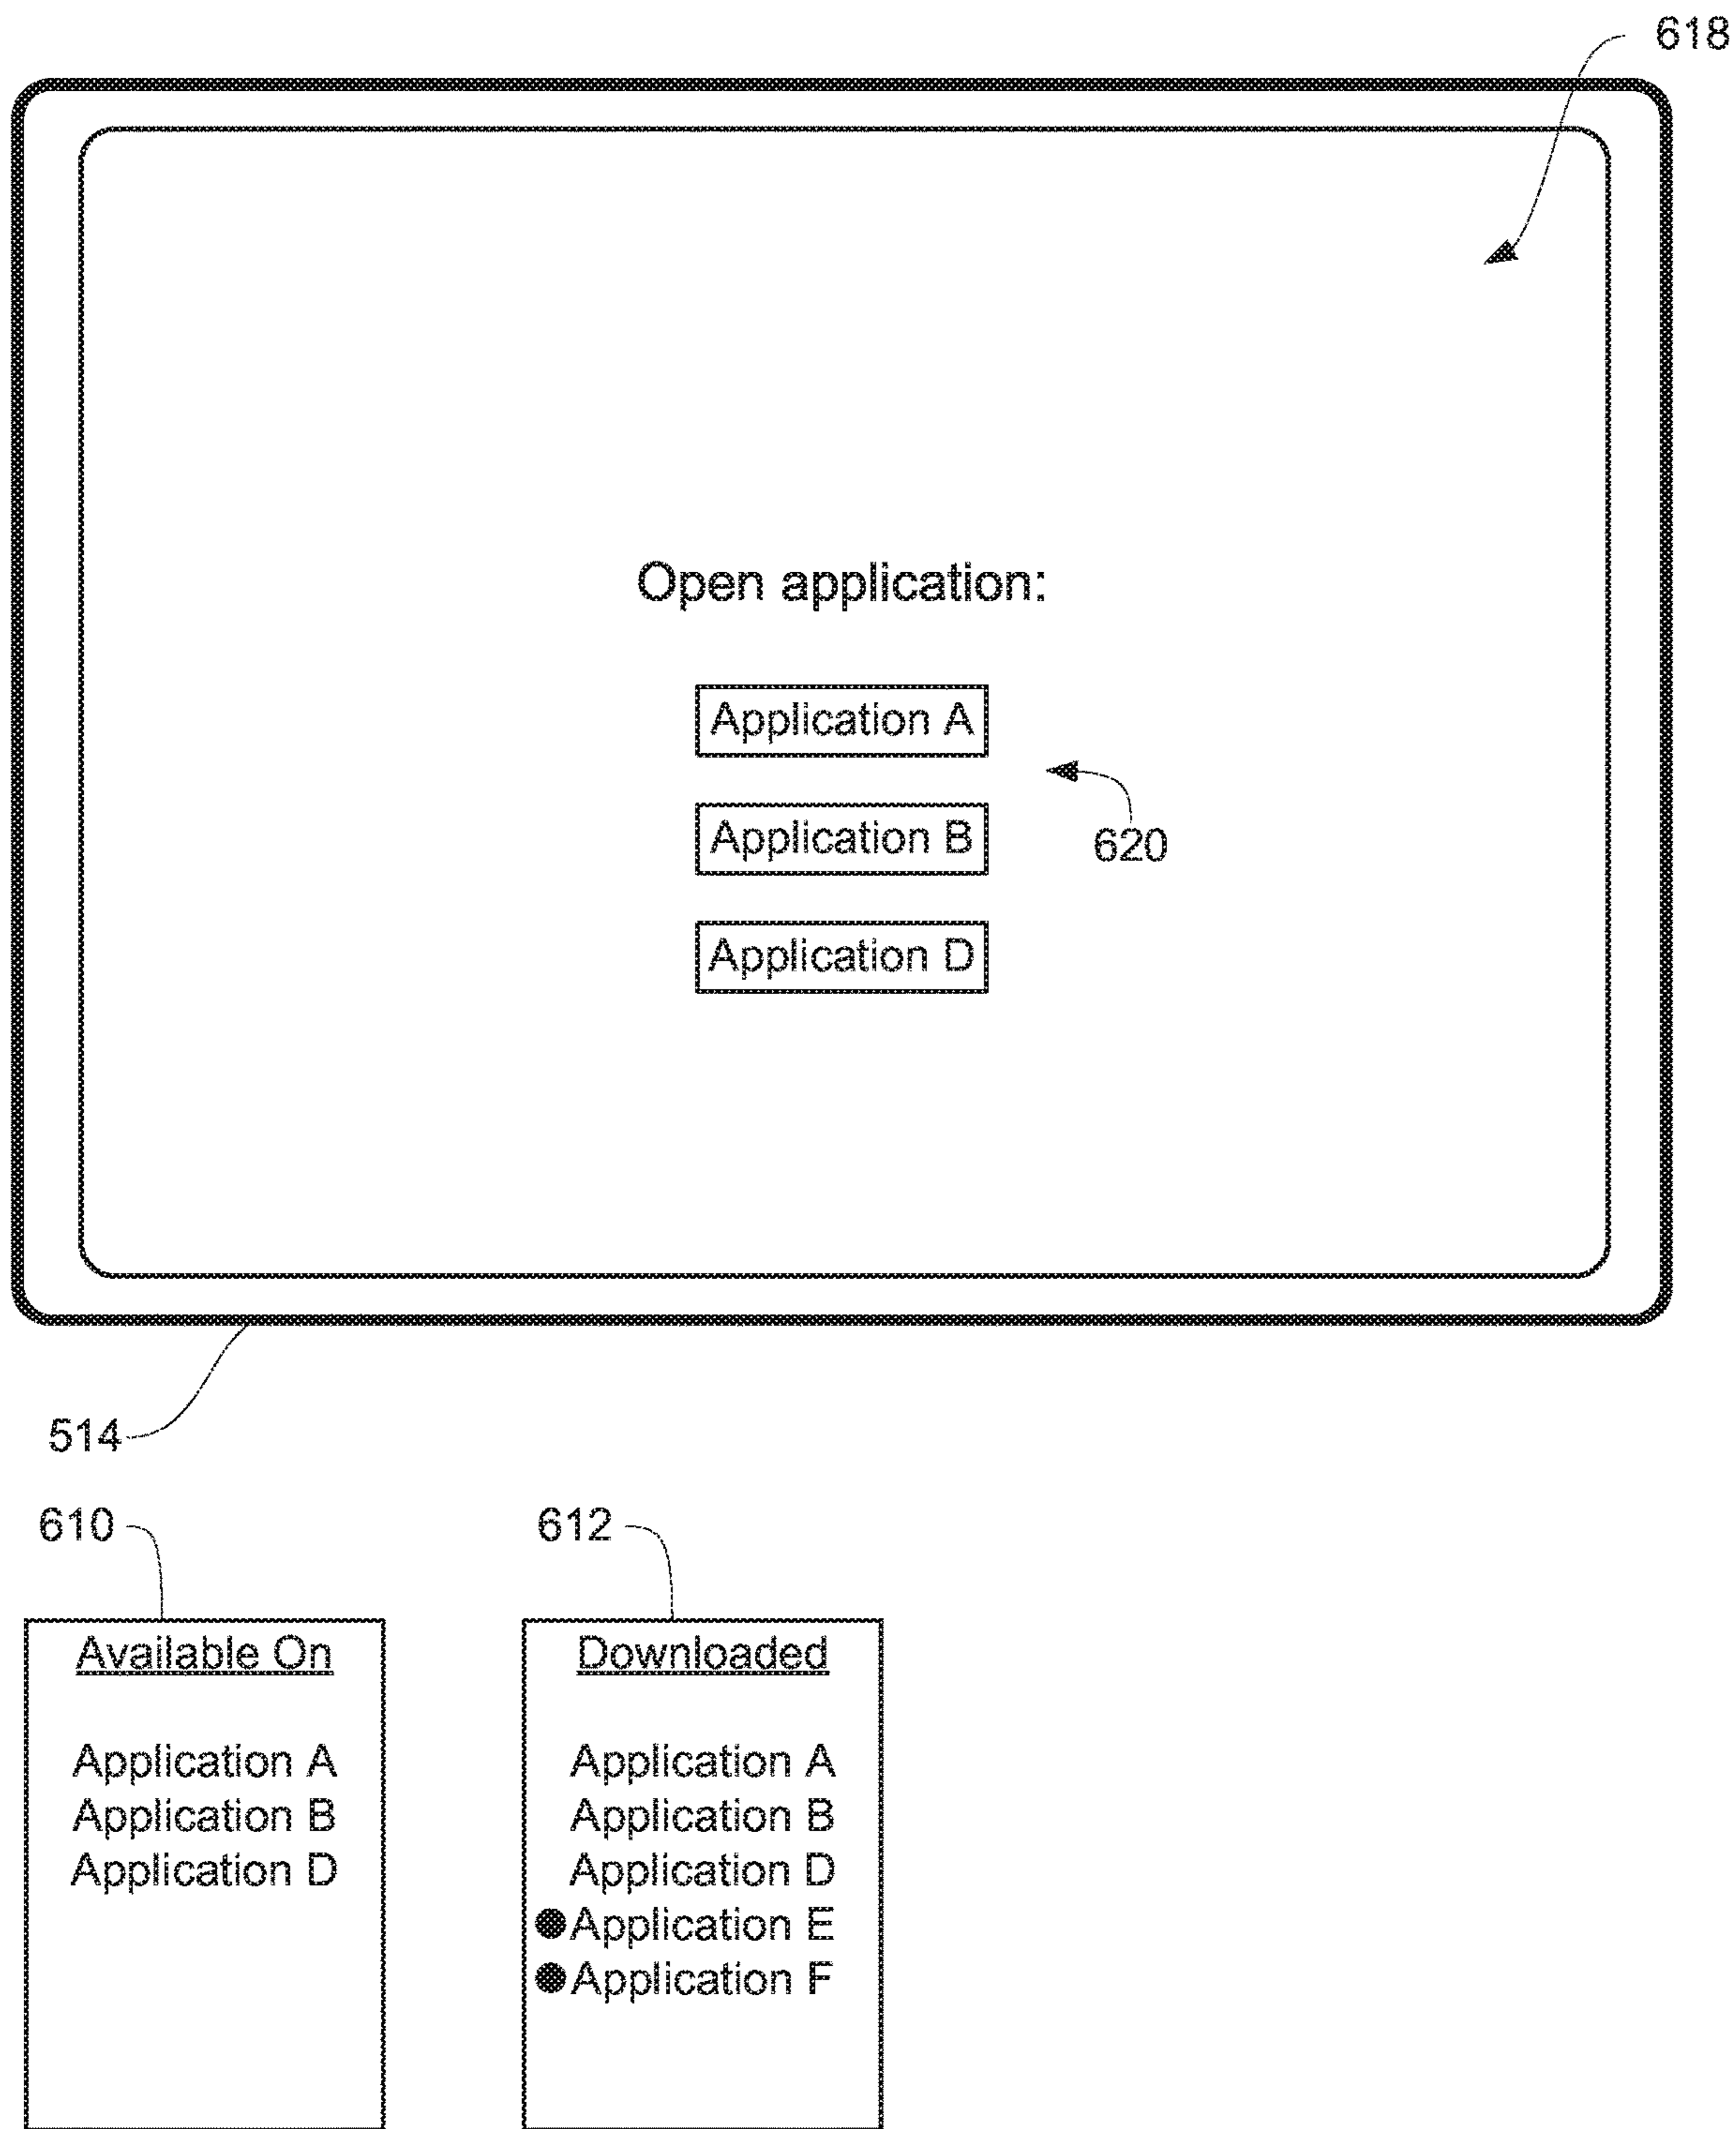 618
Open application:
Application A
Application B
620
Application D
514
610
612
Available On
Application A
Application B
Application D
Downloaded
Application A
Application B
Application D
●Application E
●Application F